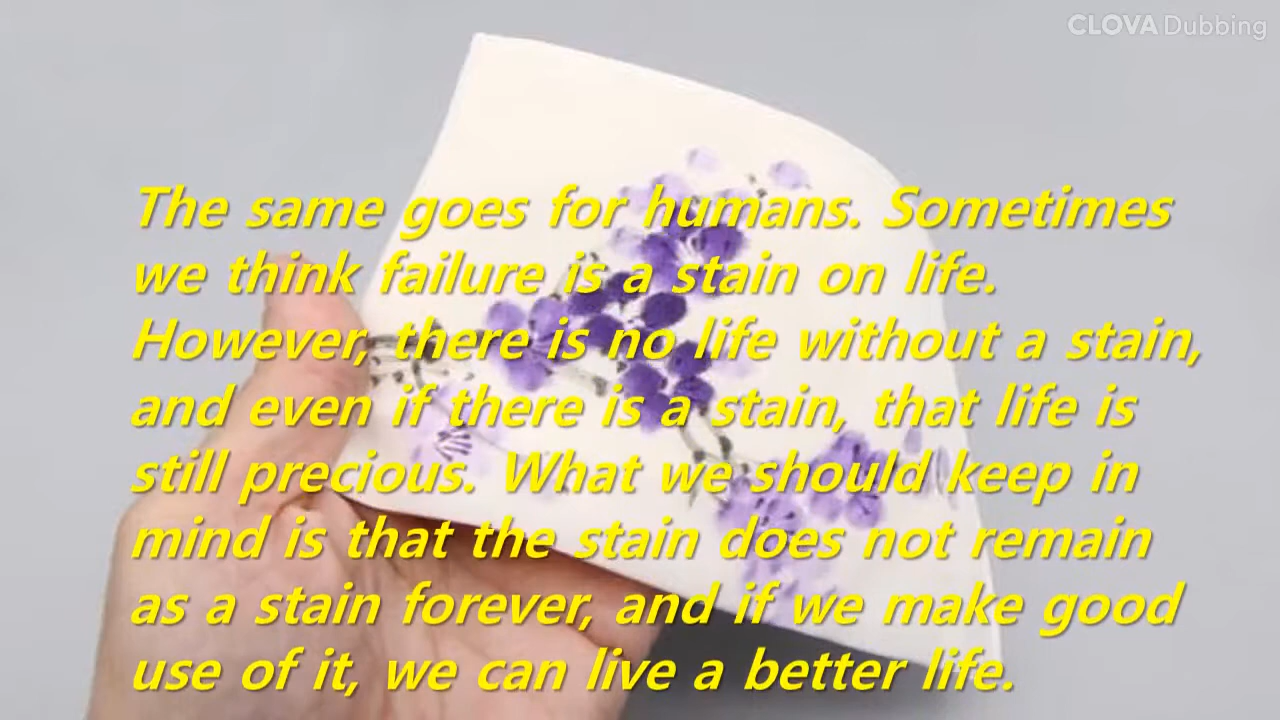 CLOVA Dubbing
The same goes for humans. Sometimes
we think failure is a stain on life.
However, there is no life without a stain,
and even if there is a stain, that life is
still precious. What we should keep in
mind is that the stain does not remain
as a stain forever, and if we make good
use of it, we can live a better life.